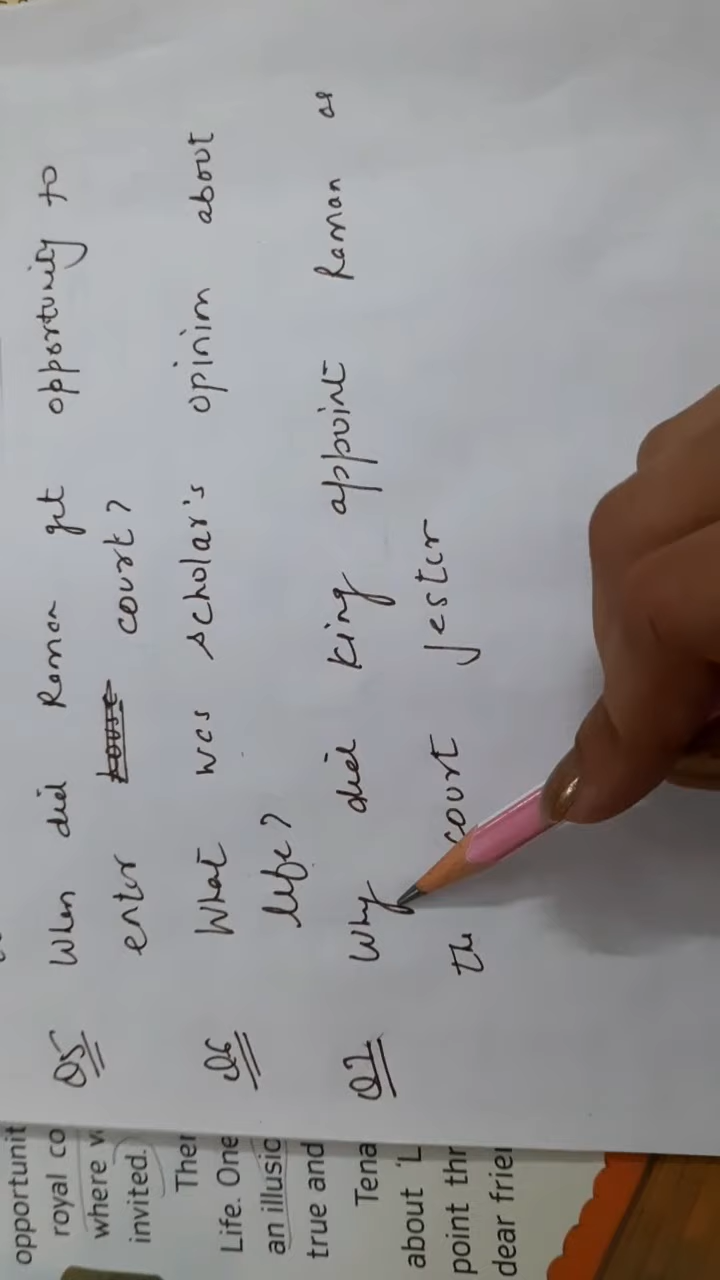 Q5 When did Raman get opportunity to
enter court?
Q6 What was scholar's opinion about
life?
Q7 Why did king appoint Raman as
the court jester
opportunit
royal co
where w
invited.
Ther
Life. One
an illusio
true and
Tena
about 'L
point thr
dear frie